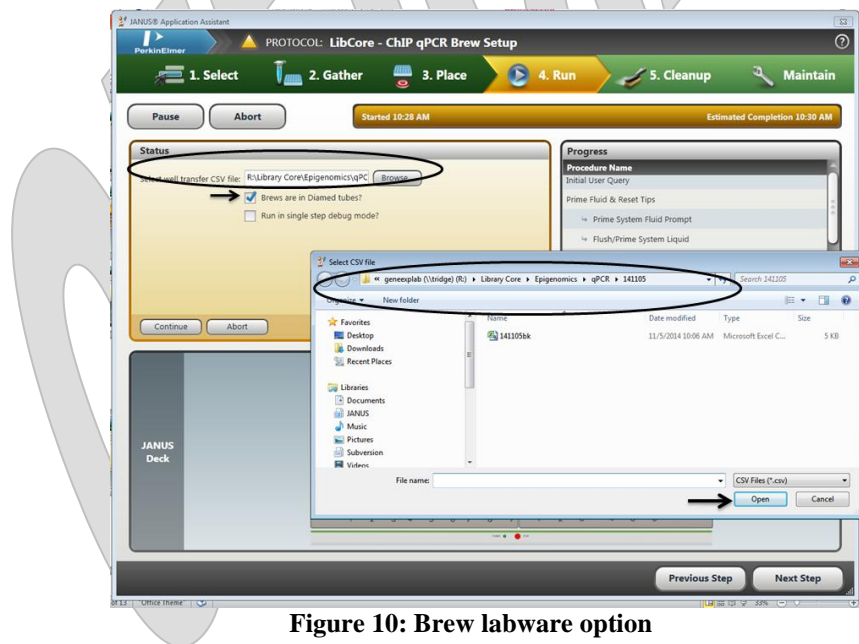 JANUS® Application Assistant
PerkinElmer
PROTOCOL: LibCore - ChIP qPCR Brew Setup
1. Select
2. Gather
3. Place
4. Run
5. Cleanup
Maintain
Pause
Abort
Started 10:28 AM
Estimated Completion 10:30 AM
Status
Select well transfer CSV file: R:\Library Core\Epigenomics\qPC Browse
Brews are in Diamed tubes?
Run in single step debug mode?
Continue
Abort
Progress
Procedure Name
Initial User Query
Prime Fluid & Reset Tips
Prime System Fluid Prompt
Flush/Prime System Liquid
Select CSV file
« geneexplab (\\tridge) (R:) ▸ Library Core ▸ Epigenomics ▸ qPCR ▸ 141105
Search 141105
Organize
New folder
Favorites
Desktop
Downloads
Recent Places
Libraries
Documents
JANUS
Music
Pictures
Subversion
Videos
Name Date modified Type Size
141105bk 11/5/2014 10:06 AM Microsoft Excel C... 5 KB
File name:
CSV Files (*.csv)
Open
Cancel
JANUS
Deck
Previous Step
Next Step
of 13 "Office Theme"
33%
Figure 10: Brew labware option